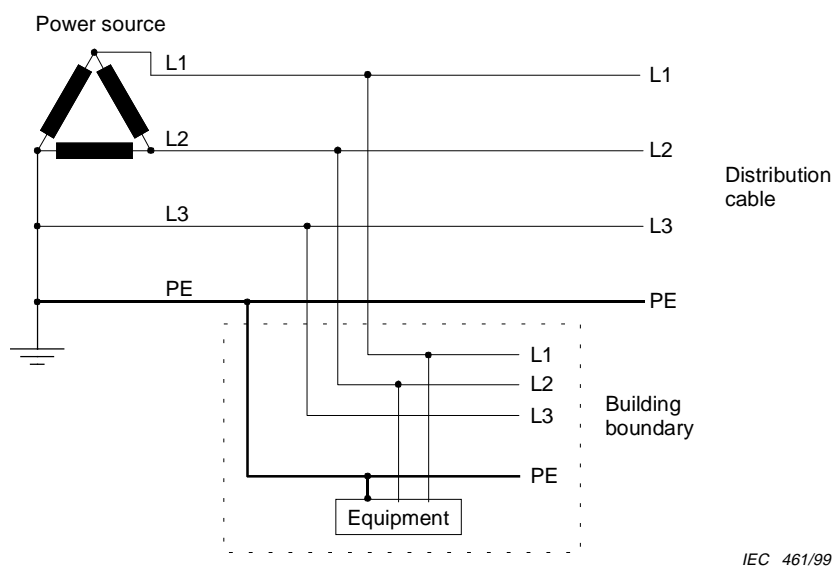 Power source
L1
L1
L2
L2
Distribution
cable
L3
L3
PE
PE
L1
L2
L3
Building
boundary
PE
Equipment
IEC 461/99